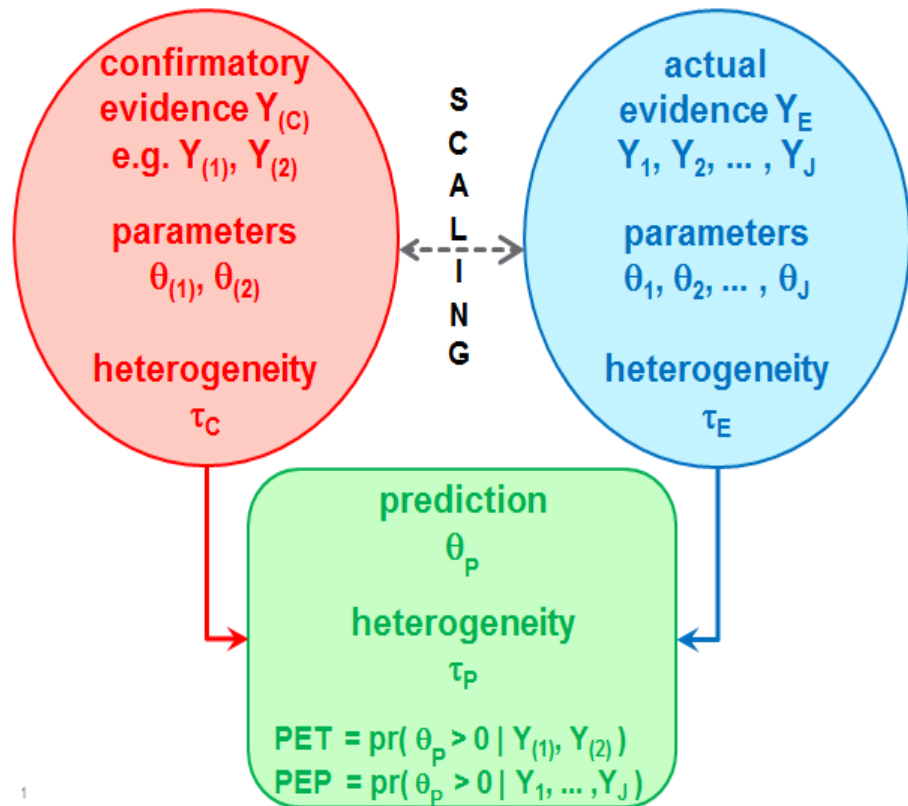 confirmatory
evidence Y(C)
e.g. Y(1), Y(2)
parameters
θ(1), θ(2)
heterogeneity
τC
S
C
A
L
I
N
G
actual
evidence YE
Y1, Y2, ... , YJ
parameters
θ1, θ2, ... , θJ
heterogeneity
τE
prediction
θP
heterogeneity
τP
PET = pr( θP > 0 | Y(1), Y(2) )
PEP = pr( θP > 0 | Y1, ... ,YJ )
1